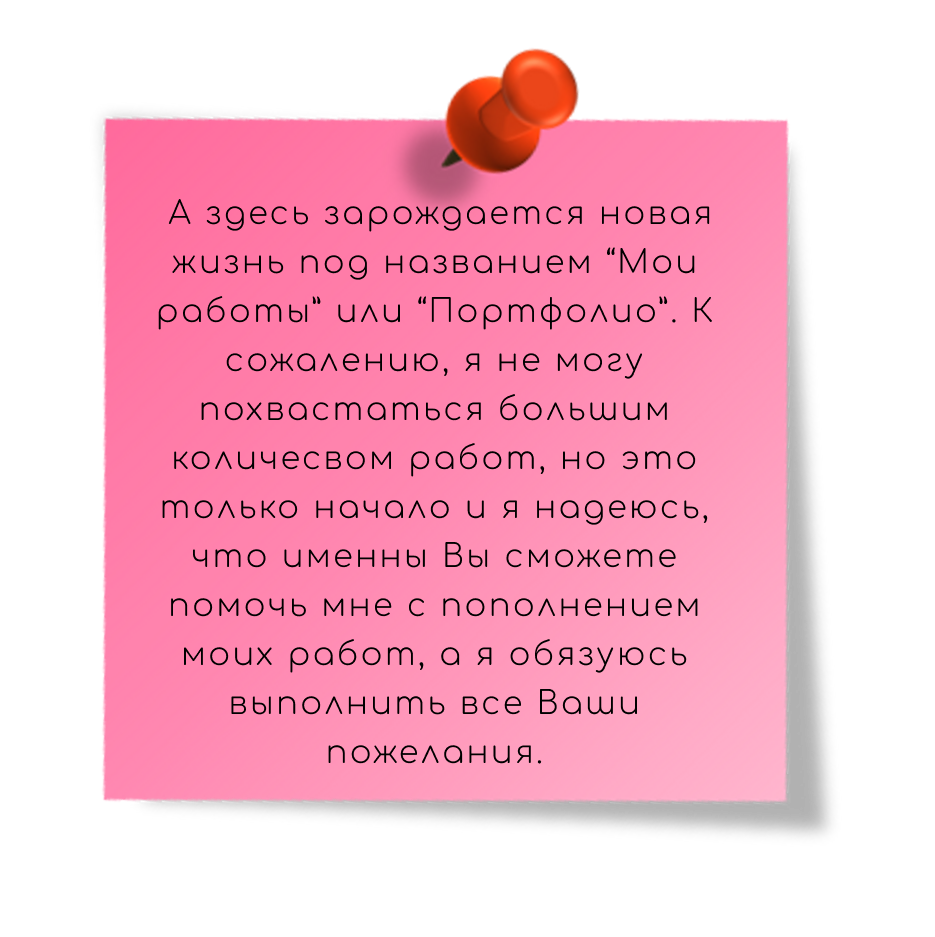 А здесь зарождается новая
жизнь под названием “Мои
работы” или “Портфолио”. К
сожалению, я не могу
похвастаться большим
количесвом работ, но это
только начало и я надеюсь,
что именны Вы сможете
помочь мне с пополнением
моих работ, а я обязуюсь
выполнить все Ваши
пожелания.